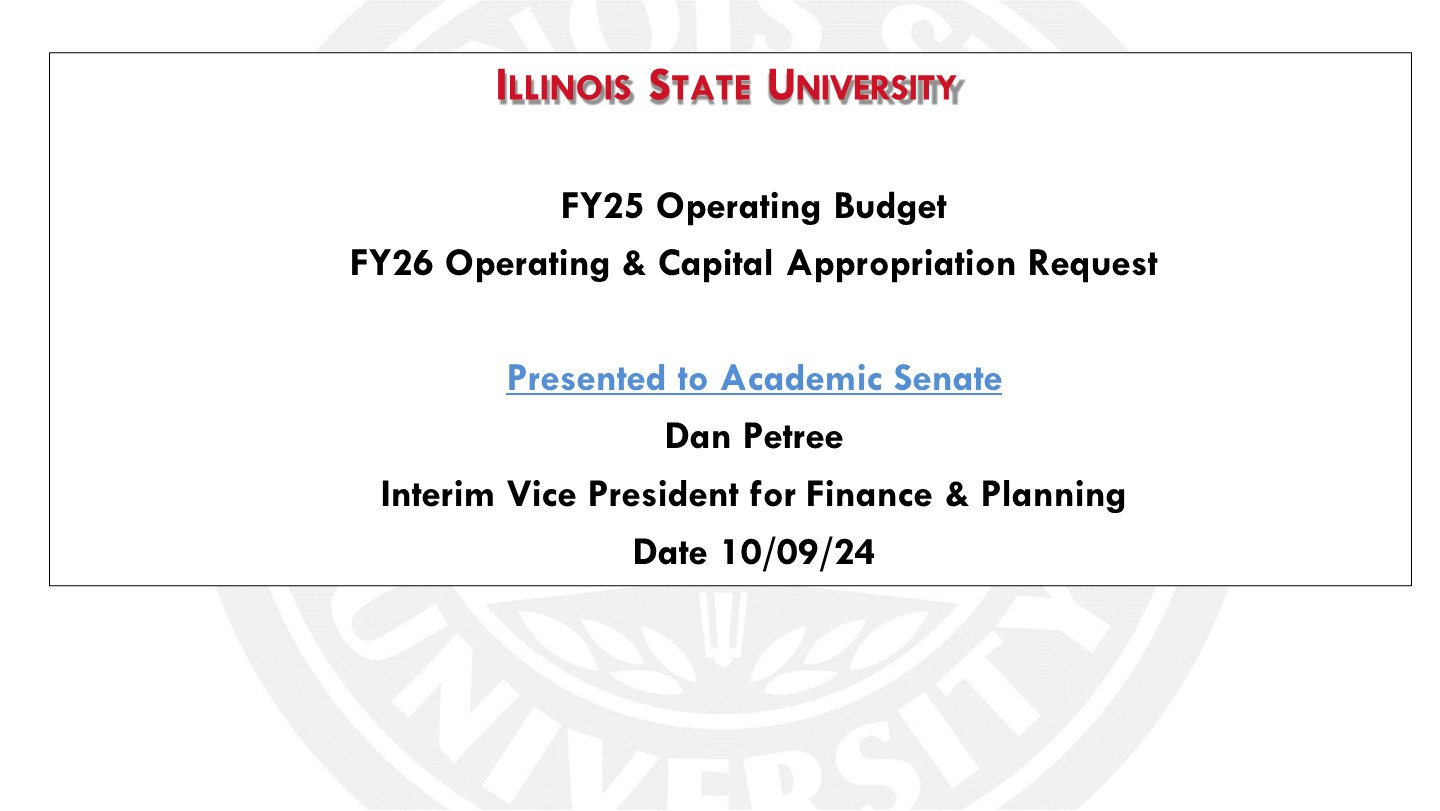 ILLINOIS STATE UNIVERSITY
FY25 Operating Budget
FY26 Operating & Capital Appropriation Request
Presented to Academic Senate
Dan Petree
Interim Vice President for Finance & Planning
Date 10/09/24
UNIVERSITY